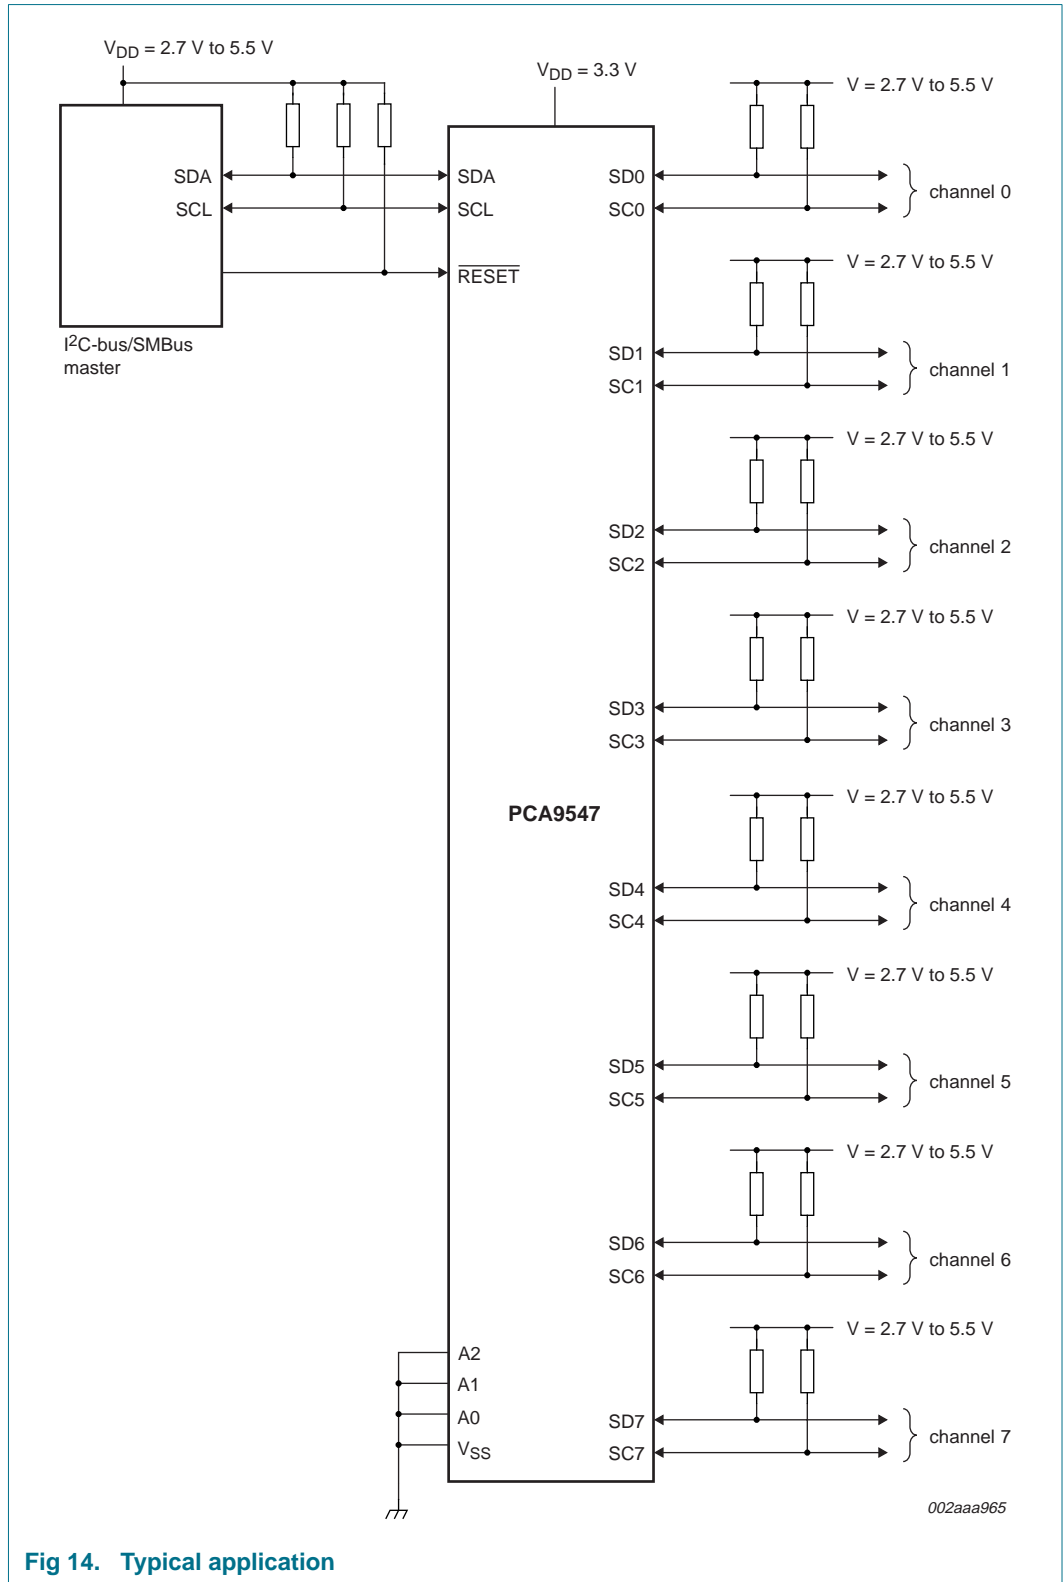 V_DD = 2.7 V to 5.5 V
V_DD = 3.3 V
V = 2.7 V to 5.5 V
SDA
SCL
SDA
SCL
RESET
SD0
SC0
channel 0
I²C-bus/SMBus
master
V = 2.7 V to 5.5 V
SD1
SC1
channel 1
V = 2.7 V to 5.5 V
SD2
SC2
channel 2
V = 2.7 V to 5.5 V
SD3
SC3
channel 3
PCA9547
V = 2.7 V to 5.5 V
SD4
SC4
channel 4
V = 2.7 V to 5.5 V
SD5
SC5
channel 5
V = 2.7 V to 5.5 V
SD6
SC6
channel 6
V = 2.7 V to 5.5 V
A2
A1
A0
V_SS
SD7
SC7
channel 7
002aaa965
Fig 14. Typical application